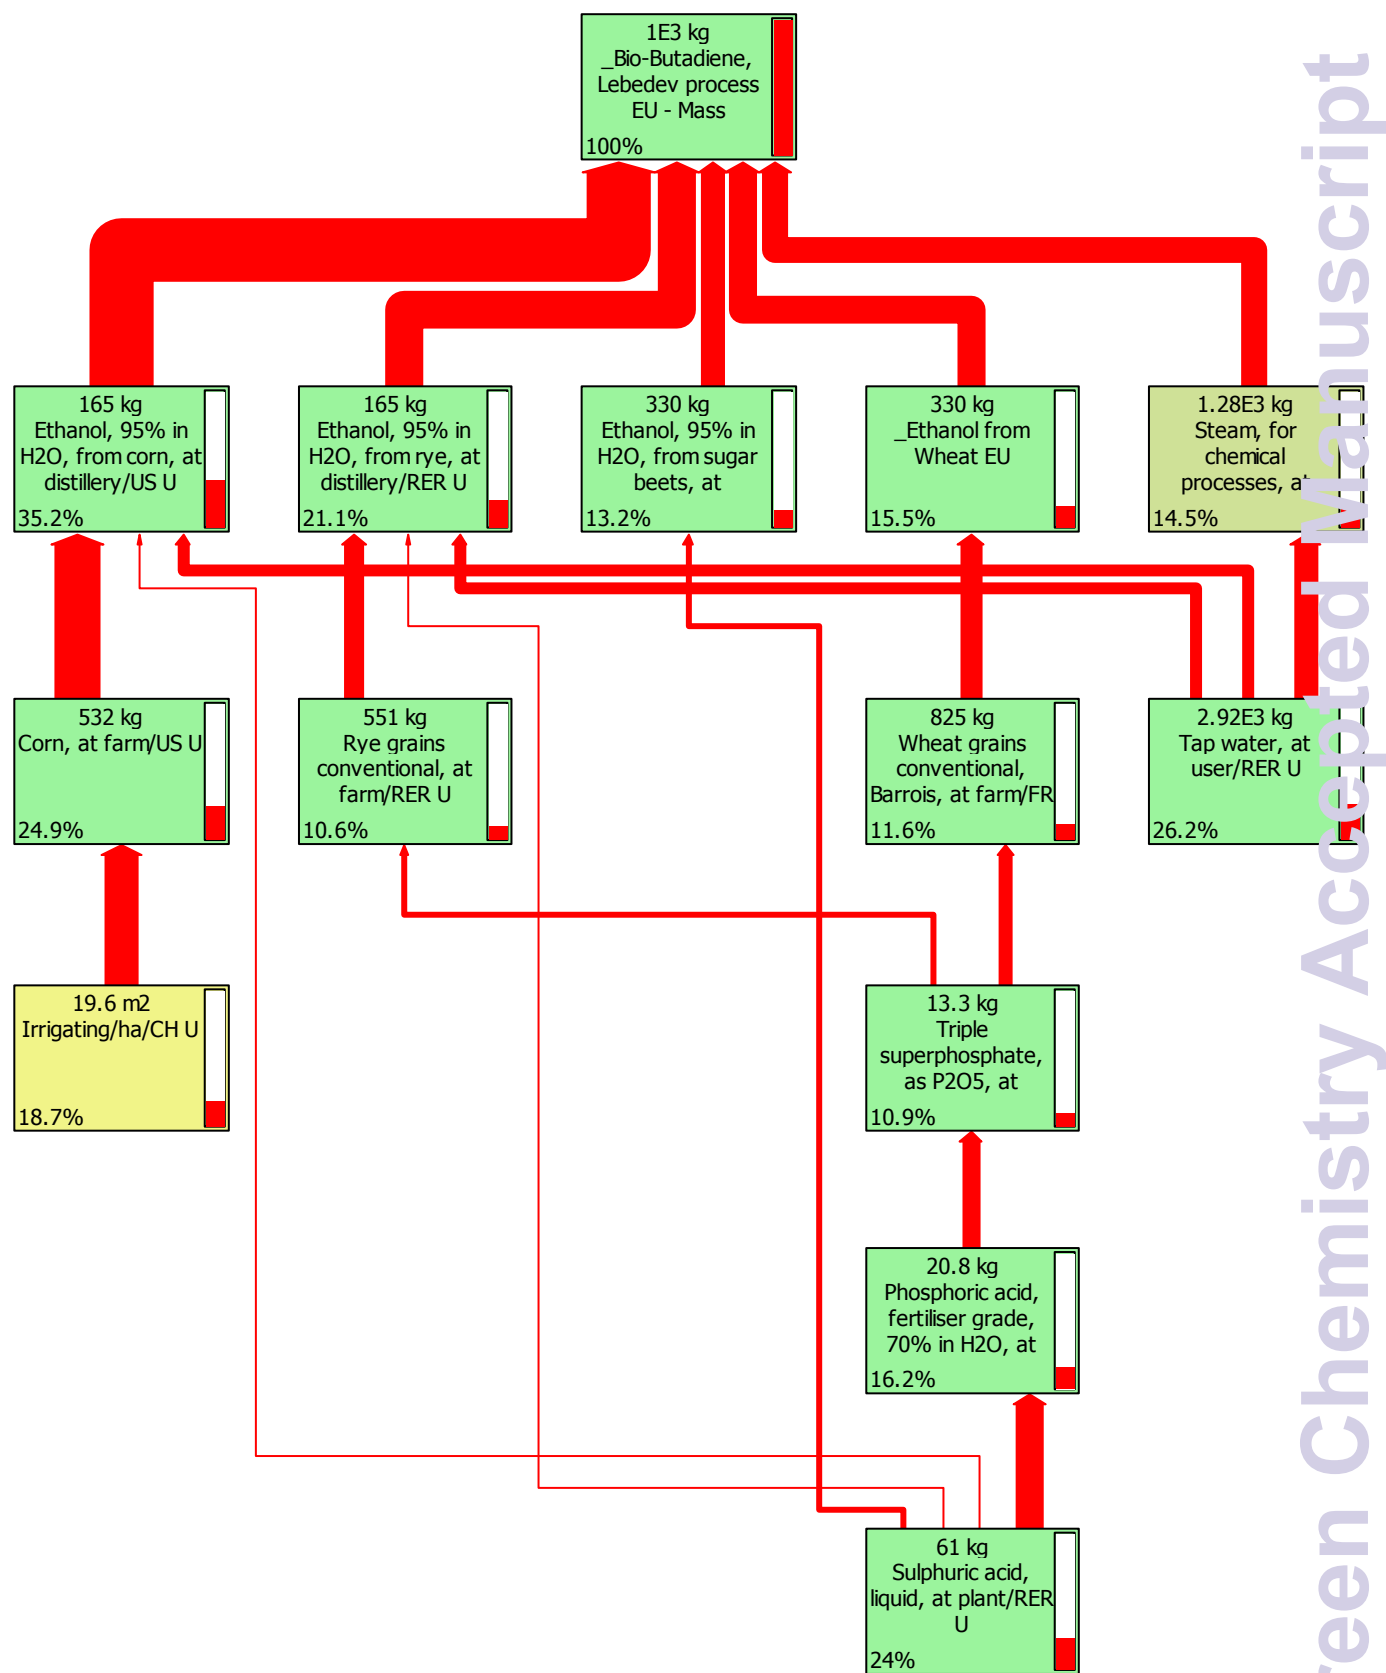 1E3 kg
_Bio-Butadiene,
Lebedev process
EU - Mass
100%
165 kg
Ethanol, 95% in
H2O, from corn, at
distillery/US U
35.2%
165 kg
Ethanol, 95% in
H2O, from rye, at
distillery/RER U
21.1%
330 kg
Ethanol, 95% in
H2O, from sugar
beets, at
13.2%
330 kg
_Ethanol from
Wheat EU
15.5%
1.28E3 kg
Steam, for
chemical
processes, at
14.5%
532 kg
Corn, at farm/US U
24.9%
551 kg
Rye grains
conventional, at
farm/RER U
10.6%
825 kg
Wheat grains
conventional,
Barrois, at farm/FR
11.6%
2.92E3 kg
Tap water, at
user/RER U
26.2%
19.6 m2
Irrigating/ha/CH U
18.7%
13.3 kg
Triple
superphosphate,
as P2O5, at
10.9%
20.8 kg
Phosphoric acid,
fertiliser grade,
70% in H2O, at
16.2%
61 kg
Sulphuric acid,
liquid, at plant/RER
U
24%
een Chemistry Accepted Manuscript